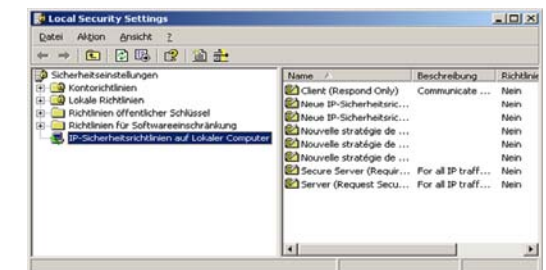 Local Security Settings
Datei Aktion Ansicht ?
Sicherheitseinstellungen
Kontorichtlinien
Lokale Richtlinien
Richtlinien öffentlicher Schlüssel
Richtlinien für Softwareeinschränkung
IP-Sicherheitsrichtlinien auf Lokaler Computer
Name Beschreibung Richtlinie
Client (Respond Only) Communicate ... Nein
Neue IP-Sicherheitsric... Nein
Neue IP-Sicherheitsric... Nein
Nouvelle stratégie de ... Nein
Nouvelle stratégie de ... Nein
Nouvelle stratégie de ... Nein
Secure Server (Requir... For all IP traff... Nein
Server (Request Secu... For all IP traff... Nein